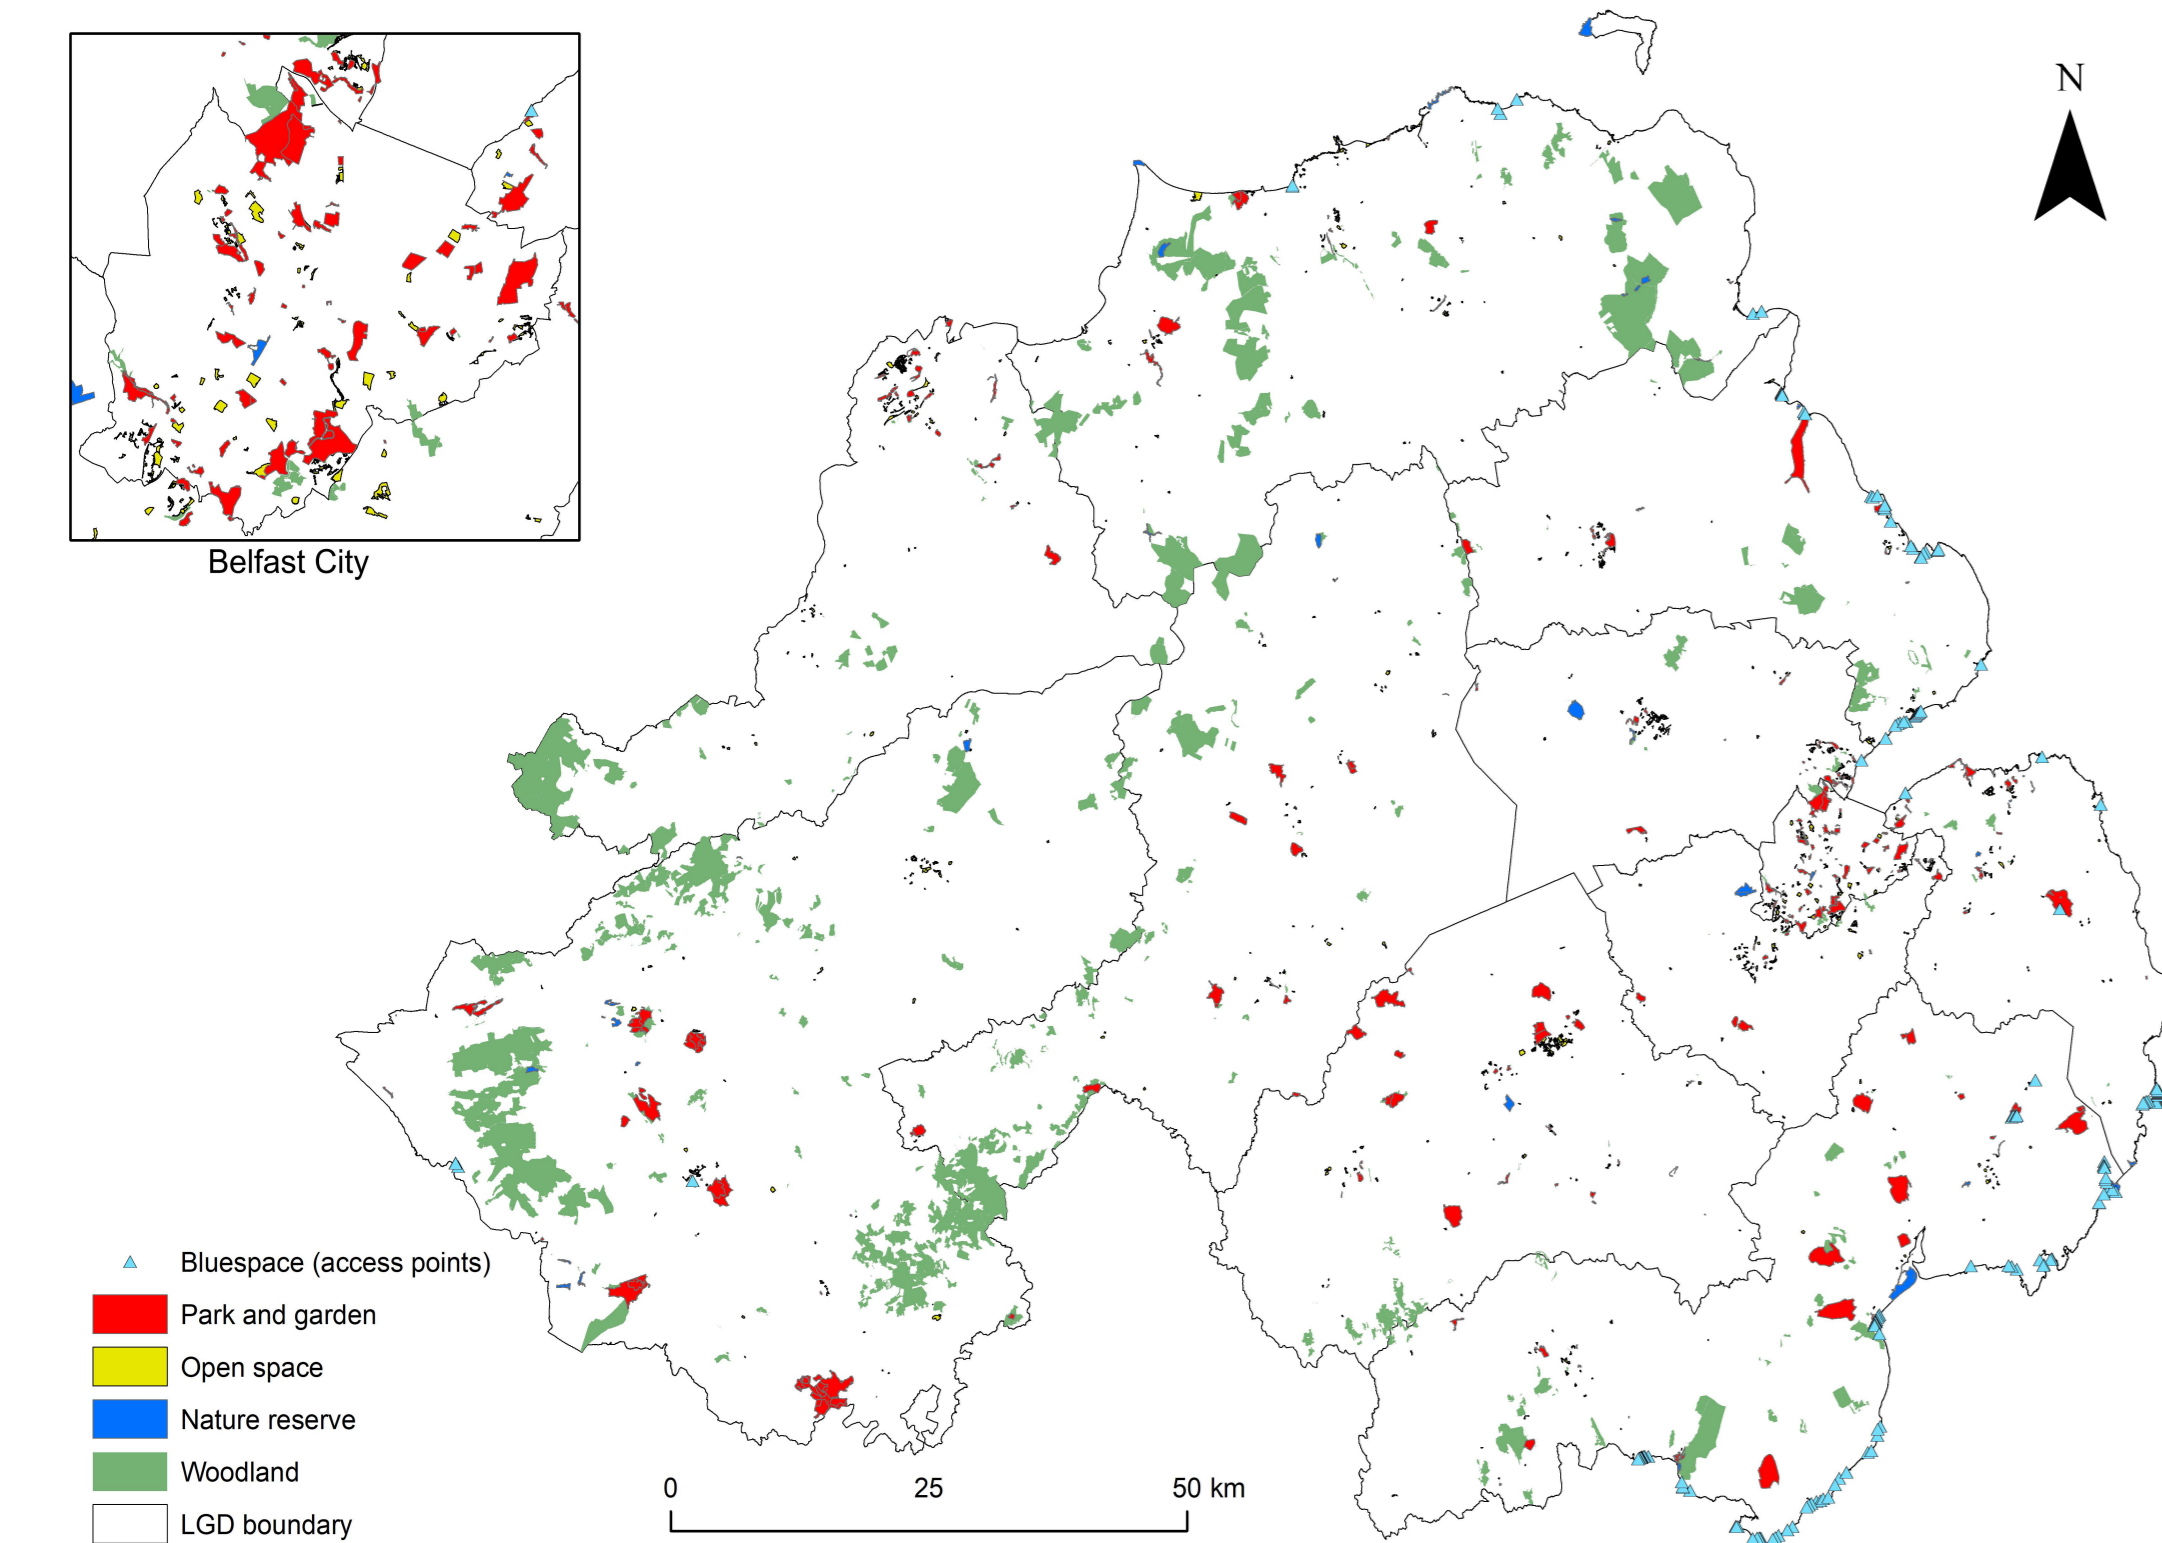 N
Belfast City
Bluespace (access points)
Park and garden
Open space
Nature reserve
Woodland
LGD boundary
0 25 50 km